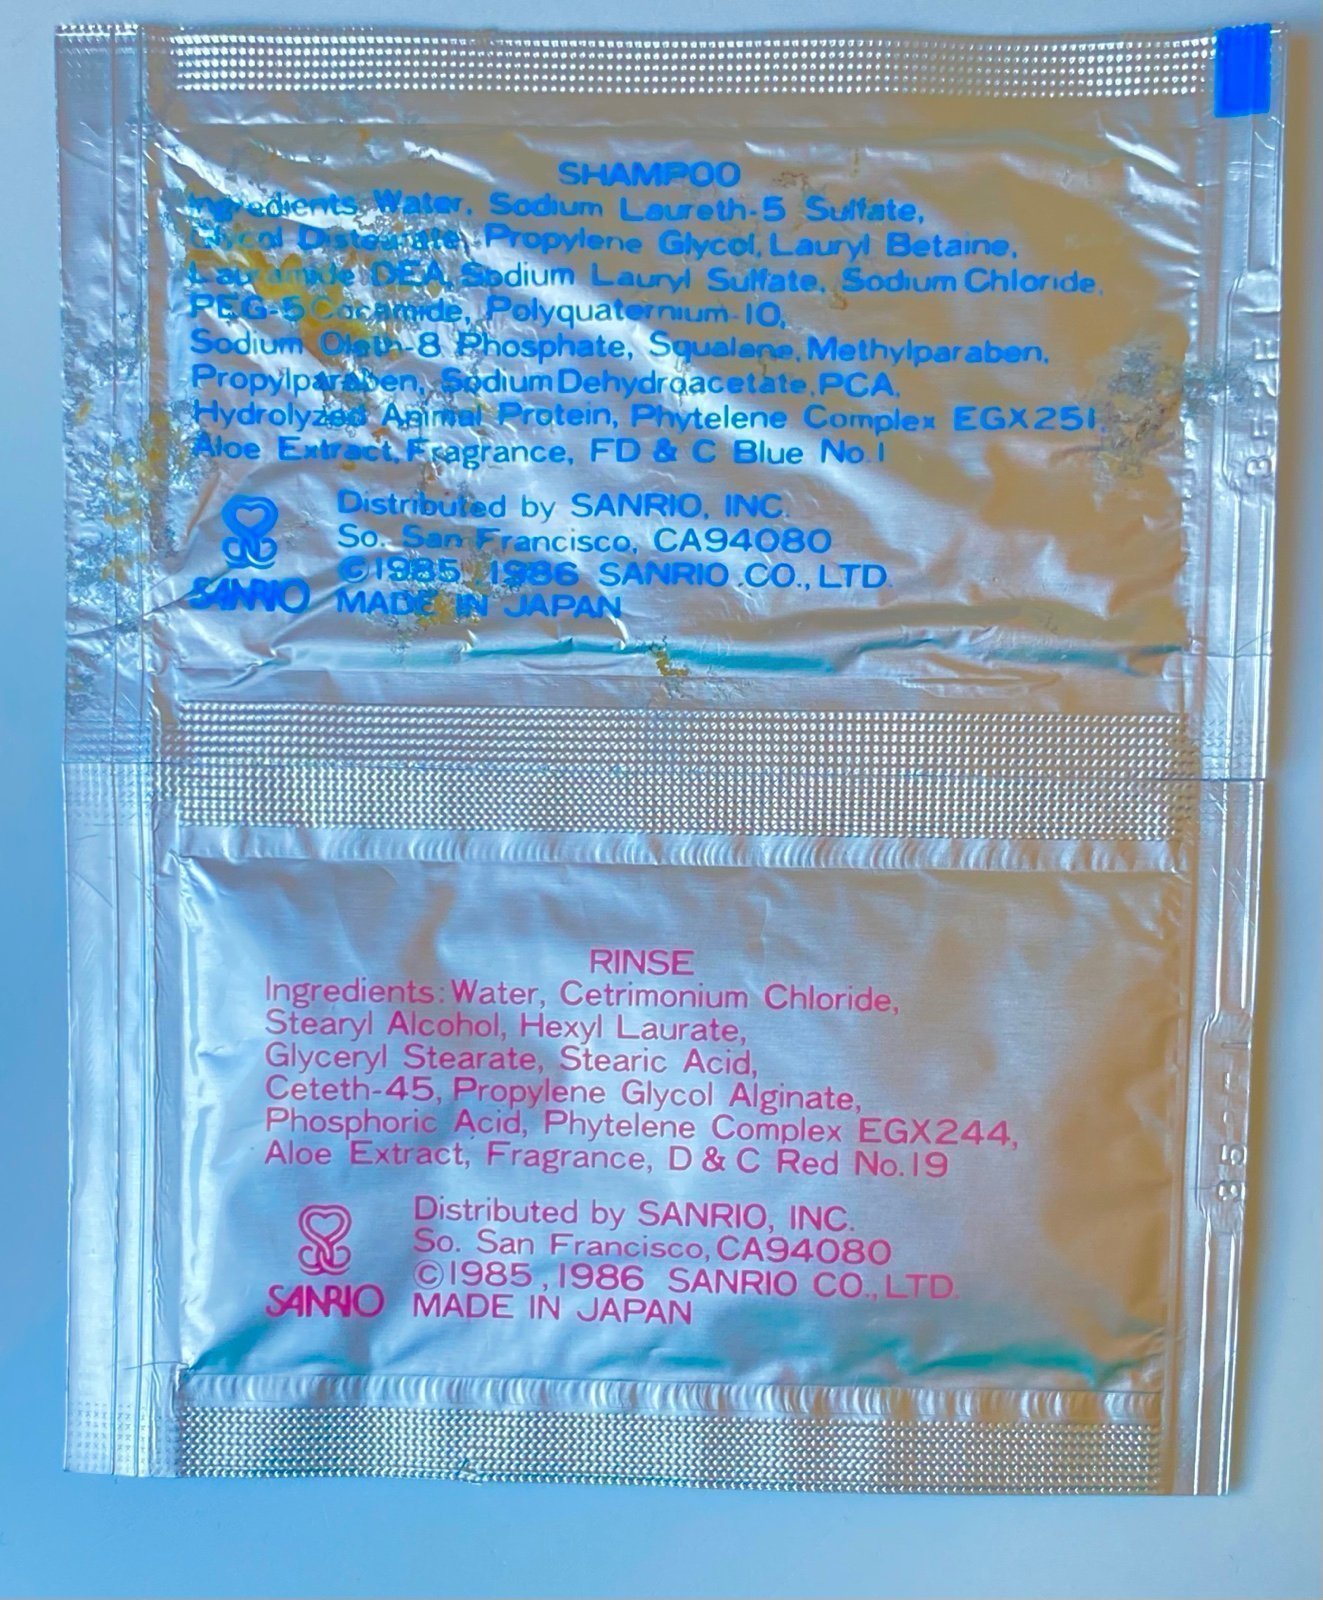 SHAMPOO
Ingredients Water, Sodium Laureth-5 Sulfate,
Glycol Distearate, Propylene Glycol, Lauryl Betaine,
Lauramide DEA, Sodium Lauryl Sulfate, Sodium Chloride,
PEG-5 Cocamide, Polyquaternium-10,
Sodium Oleth-8 Phosphate, Squalane, Methylparaben,
Propylparaben, Sodium Dehydroacetate, PCA,
Hydrolyzed Animal Protein, Phytelene Complex EGX251,
Aloe Extract, Fragrance, FD & C Blue No.1
SANRIO
Distributed by SANRIO, INC.
So. San Francisco, CA94080
©1985, 1986 SANRIO CO., LTD.
MADE IN JAPAN
RINSE
Ingredients: Water, Cetrimonium Chloride,
Stearyl Alcohol, Hexyl Laurate,
Glyceryl Stearate, Stearic Acid,
Ceteth-45, Propylene Glycol Alginate,
Phosphoric Acid, Phytelene Complex EGX244,
Aloe Extract, Fragrance, D & C Red No.19
SANRIO
Distributed by SANRIO, INC.
So. San Francisco, CA94080
©1985, 1986 SANRIO CO., LTD.
MADE IN JAPAN